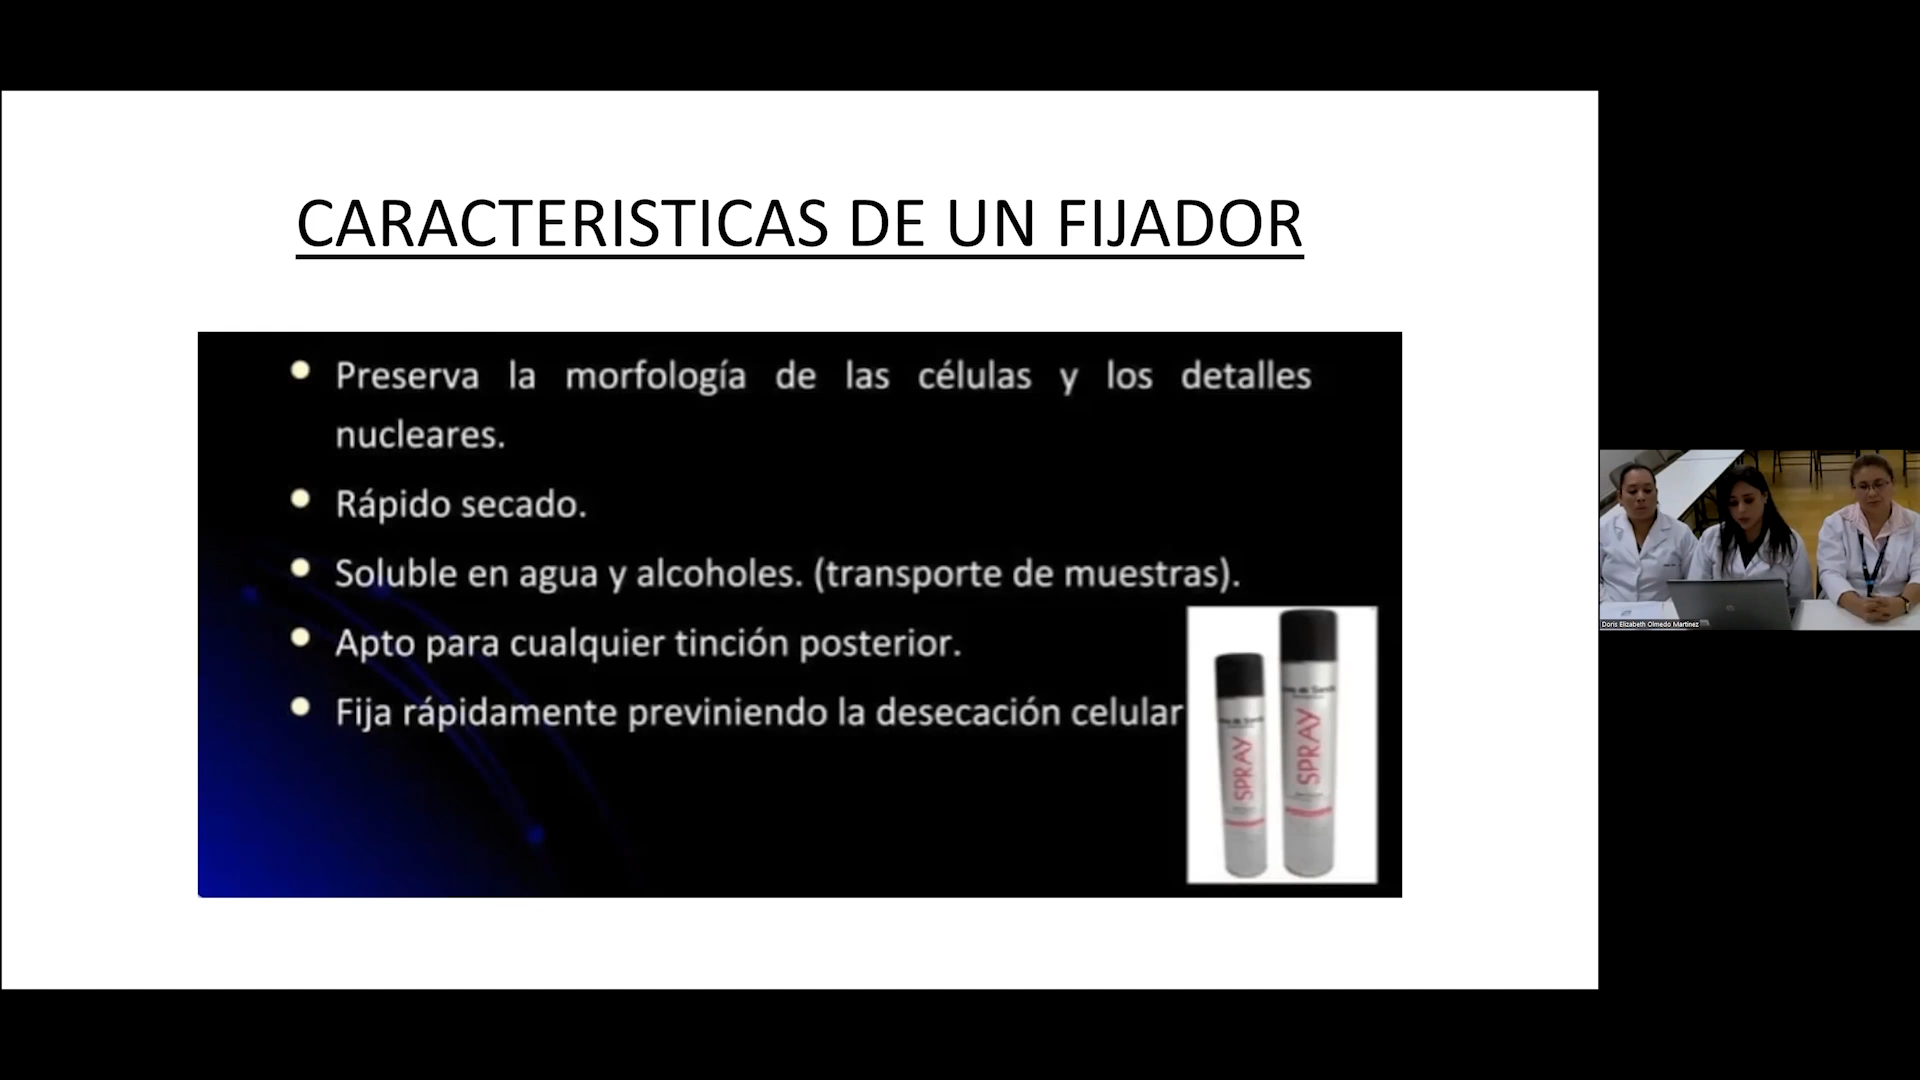 CARACTERISTICAS DE UN FIJADOR
Preserva la morfología de las células y los detalles
nucleares.
Rápido secado.
Soluble en agua y alcoholes. (transporte de muestras).
Apto para cualquier tinción posterior.
Fija rápidamente previniendo la desecación celular
SPRAY
SPRAY
Doris Elizabeth Olmedo Martínez